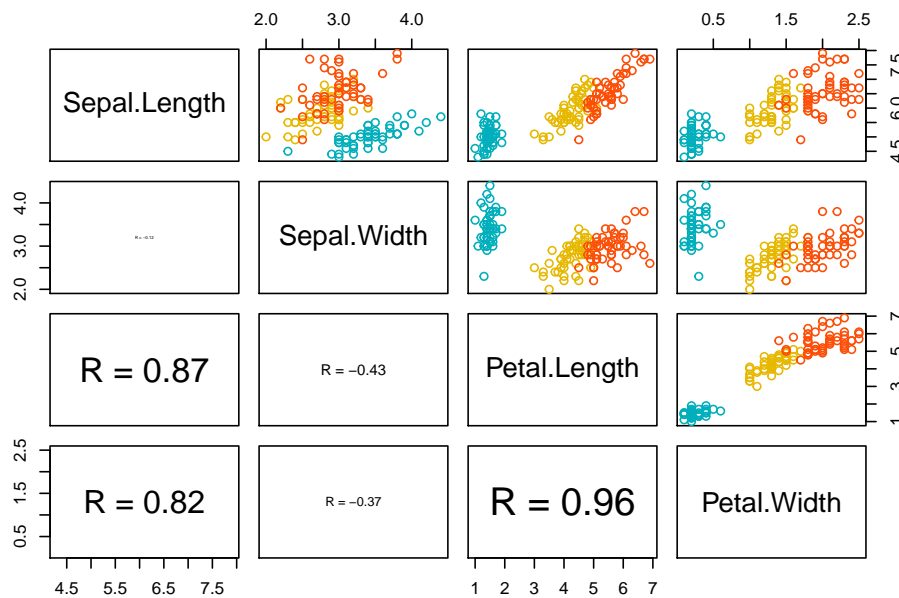 2.0 3.0 4.0
0.5 1.5 2.5
Sepal.Length
4.5 6.0 7.5
2.0 3.0 4.0
R = −0.12
Sepal.Width
R = 0.87
R = −0.43
Petal.Length
1 3 5 7
0.5 1.5 2.5
R = 0.82
R = −0.37
R = 0.96
Petal.Width
4.5 5.5 6.5 7.5
1 2 3 4 5 6 7